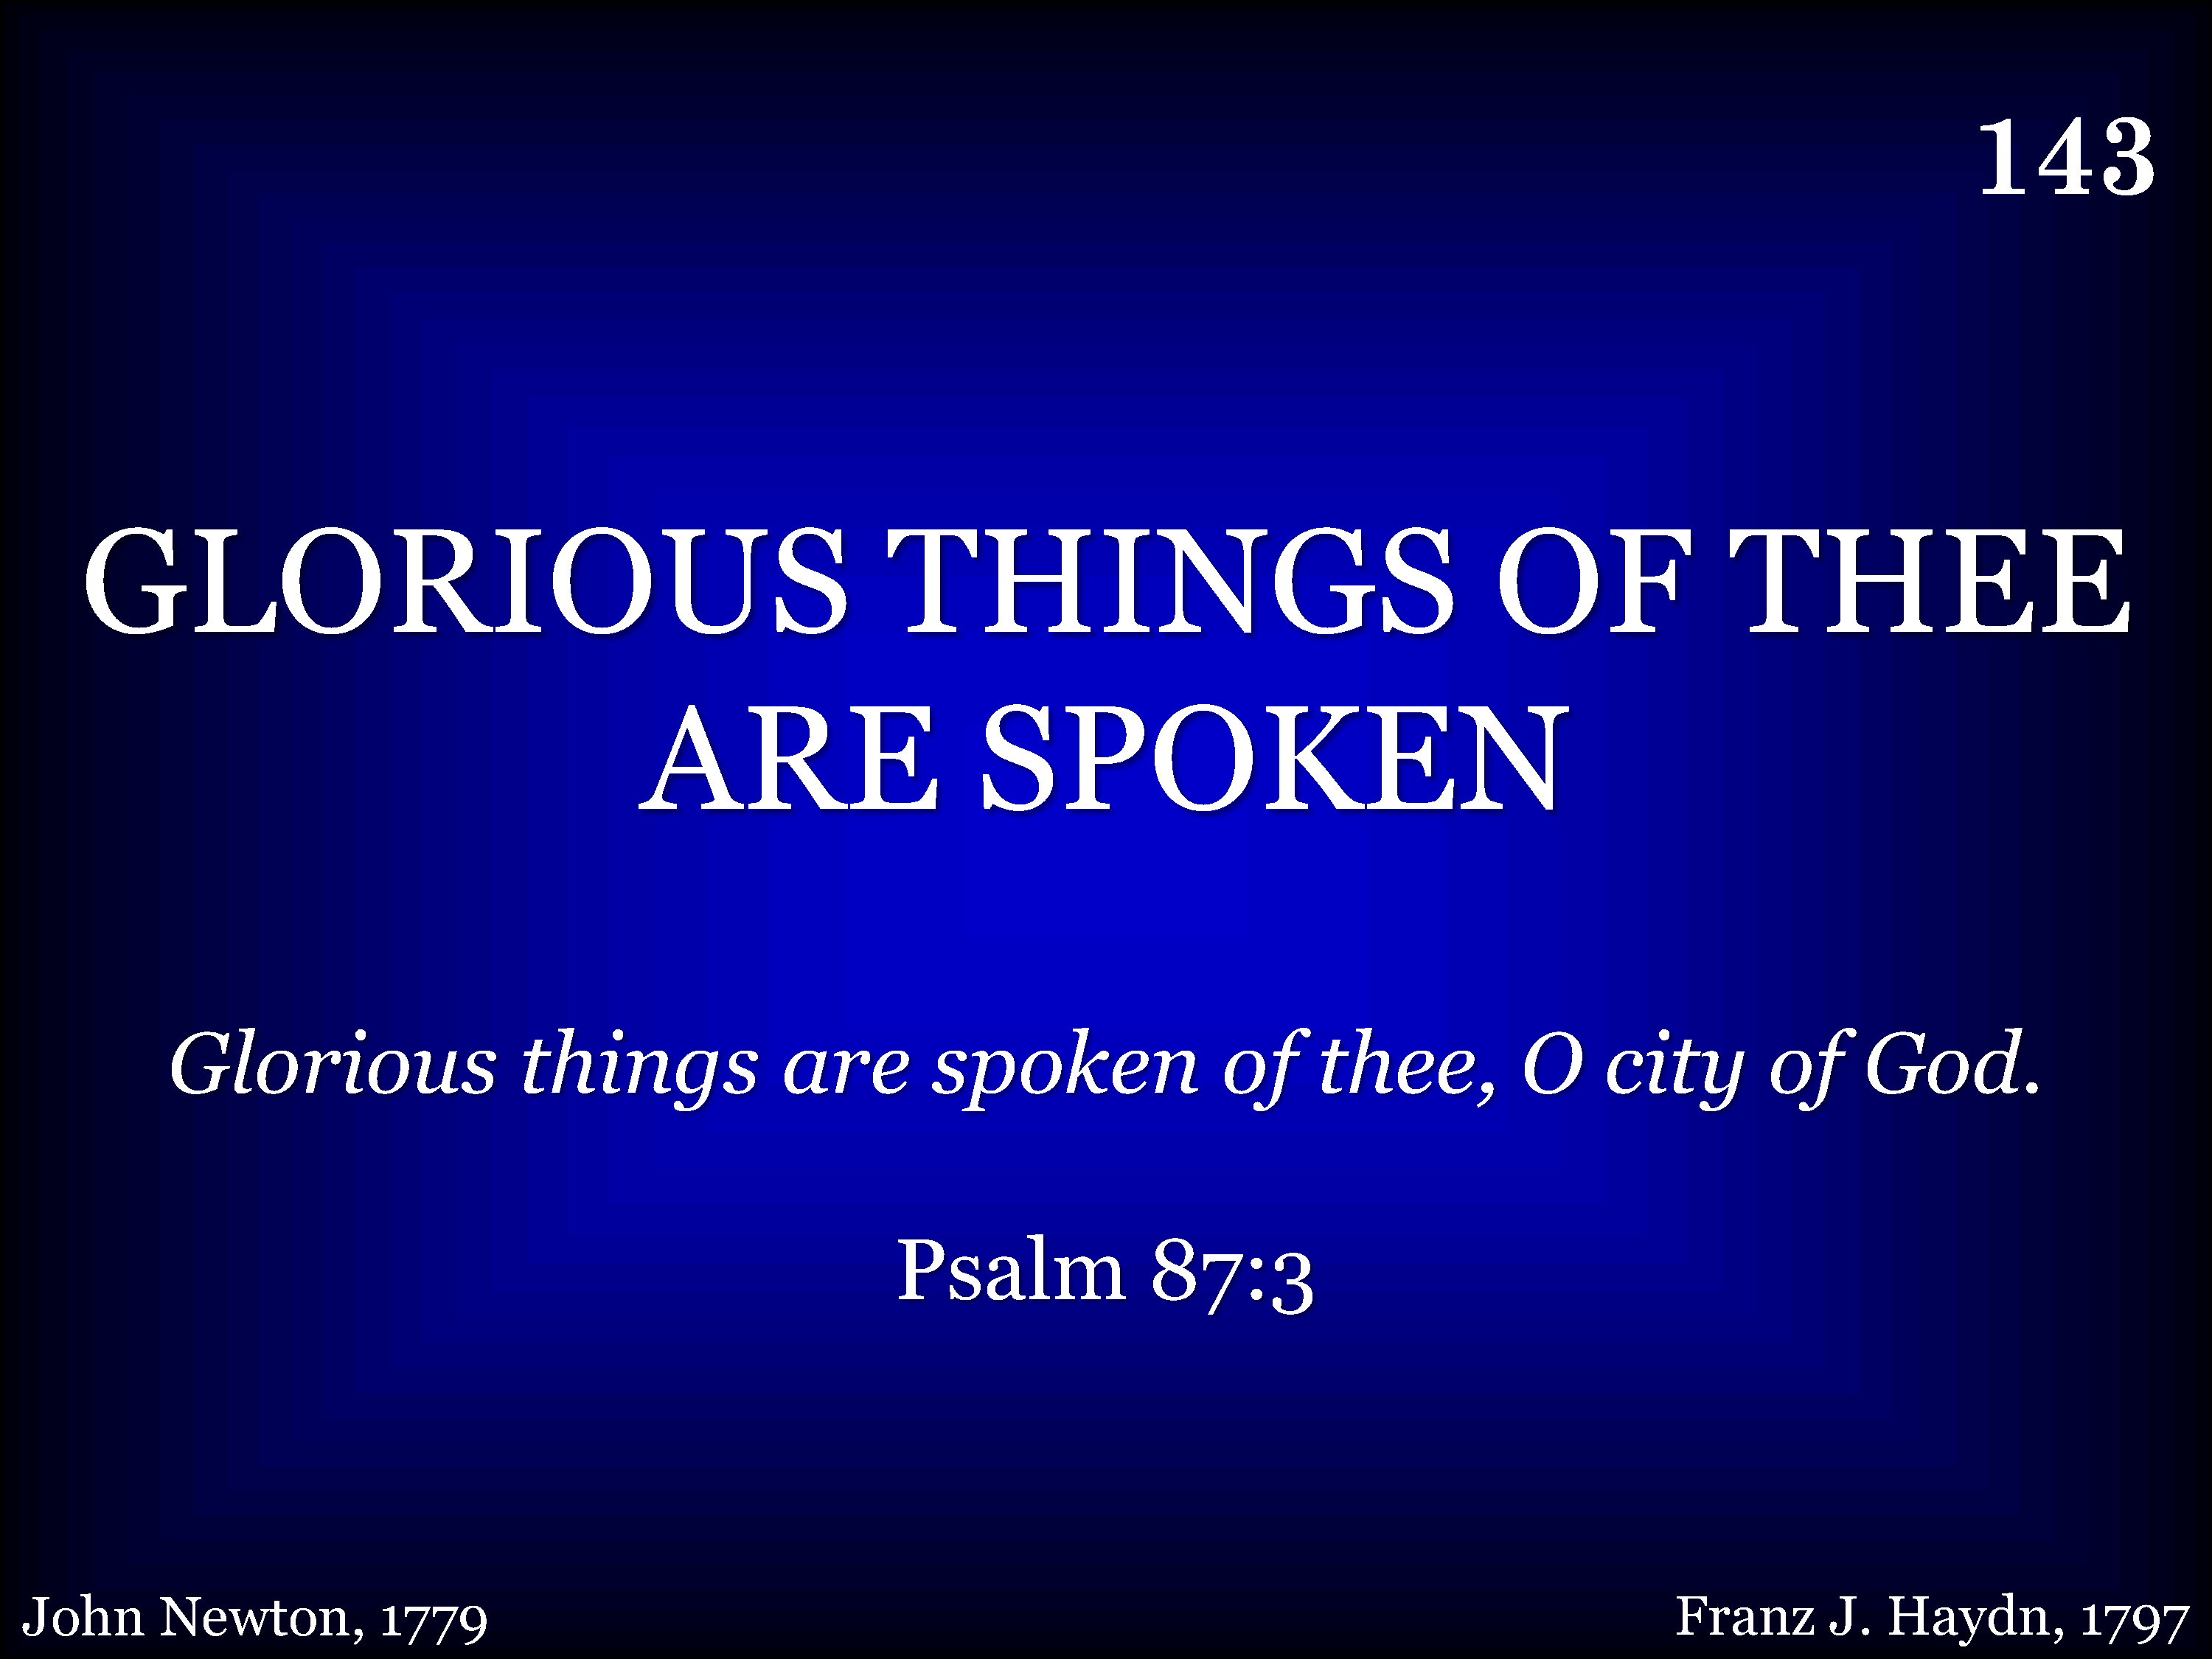 143
GLORIOUS THINGS OF THEE
ARE SPOKEN
Glorious things are spoken of thee, O city of God.
Psalm 87:3
John Newton, 1779
Franz J. Haydn, 1797